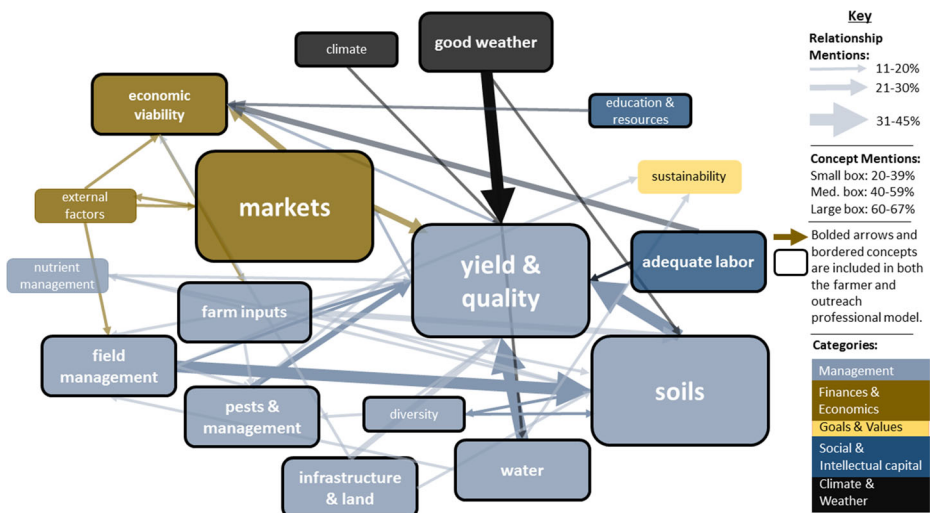 climate
good weather
economic
viability
education &
resources
markets
sustainability
external
factors
nutrient
management
yield &
quality
adequate labor
farm inputs
field
management
pests &
management
diversity
soils
infrastructure
& land
water
Key
Relationship
Mentions:
11-20%
21-30%
31-45%
Concept Mentions:
Small box: 20-39%
Med. box: 40-59%
Large box: 60-67%
Bolded arrows and
bordered concepts
are included in both
the farmer and
outreach
professional model.
Categories:
Management
Finances &
Economics
Goals & Values
Social &
Intellectual capital
Climate &
Weather